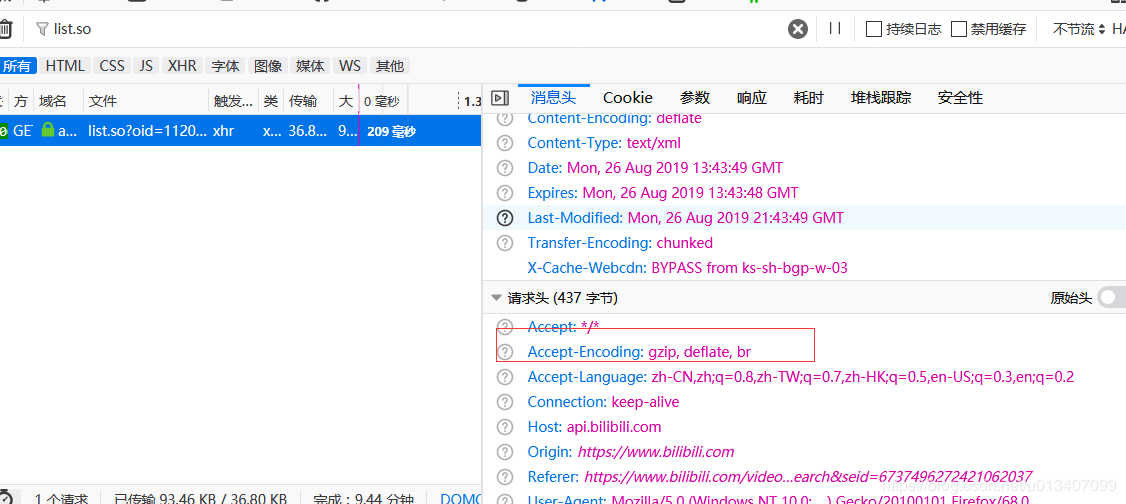 list.so
持续日志 禁用缓存 不节流 HA
所有 HTML CSS JS XHR 字体 图像 媒体 WS 其他
方 域名 文件 触发... 类 传输 大 0 毫秒 1.3
GE a... list.so?oid=1120... xhr x... 36.8... 9... 209 毫秒
消息头 Cookie 参数 响应 耗时 堆栈跟踪 安全性
Content-Encoding: deflate
Content-Type: text/xml
Date: Mon, 26 Aug 2019 13:43:49 GMT
Expires: Mon, 26 Aug 2019 13:43:48 GMT
Last-Modified: Mon, 26 Aug 2019 21:43:49 GMT
Transfer-Encoding: chunked
X-Cache-Webcdn: BYPASS from ks-sh-bgp-w-03
请求头 (437 字节) 原始头
Accept: */*
Accept-Encoding: gzip, deflate, br
Accept-Language: zh-CN,zh;q=0.8,zh-TW;q=0.7,zh-HK;q=0.5,en-US;q=0.3,en;q=0.2
Connection: keep-alive
Host: api.bilibili.com
Origin: https://www.bilibili.com
Referer: https://www.bilibili.com/video...earch&seid=6737496272421062037
User-Agent: Mozilla/5.0 (Windows NT 10.0; ...) Gecko/20100101 Firefox/68.0
1 个请求 已传输 93.46 KB / 36.80 KB 完成: 9.44 分钟 DOMC